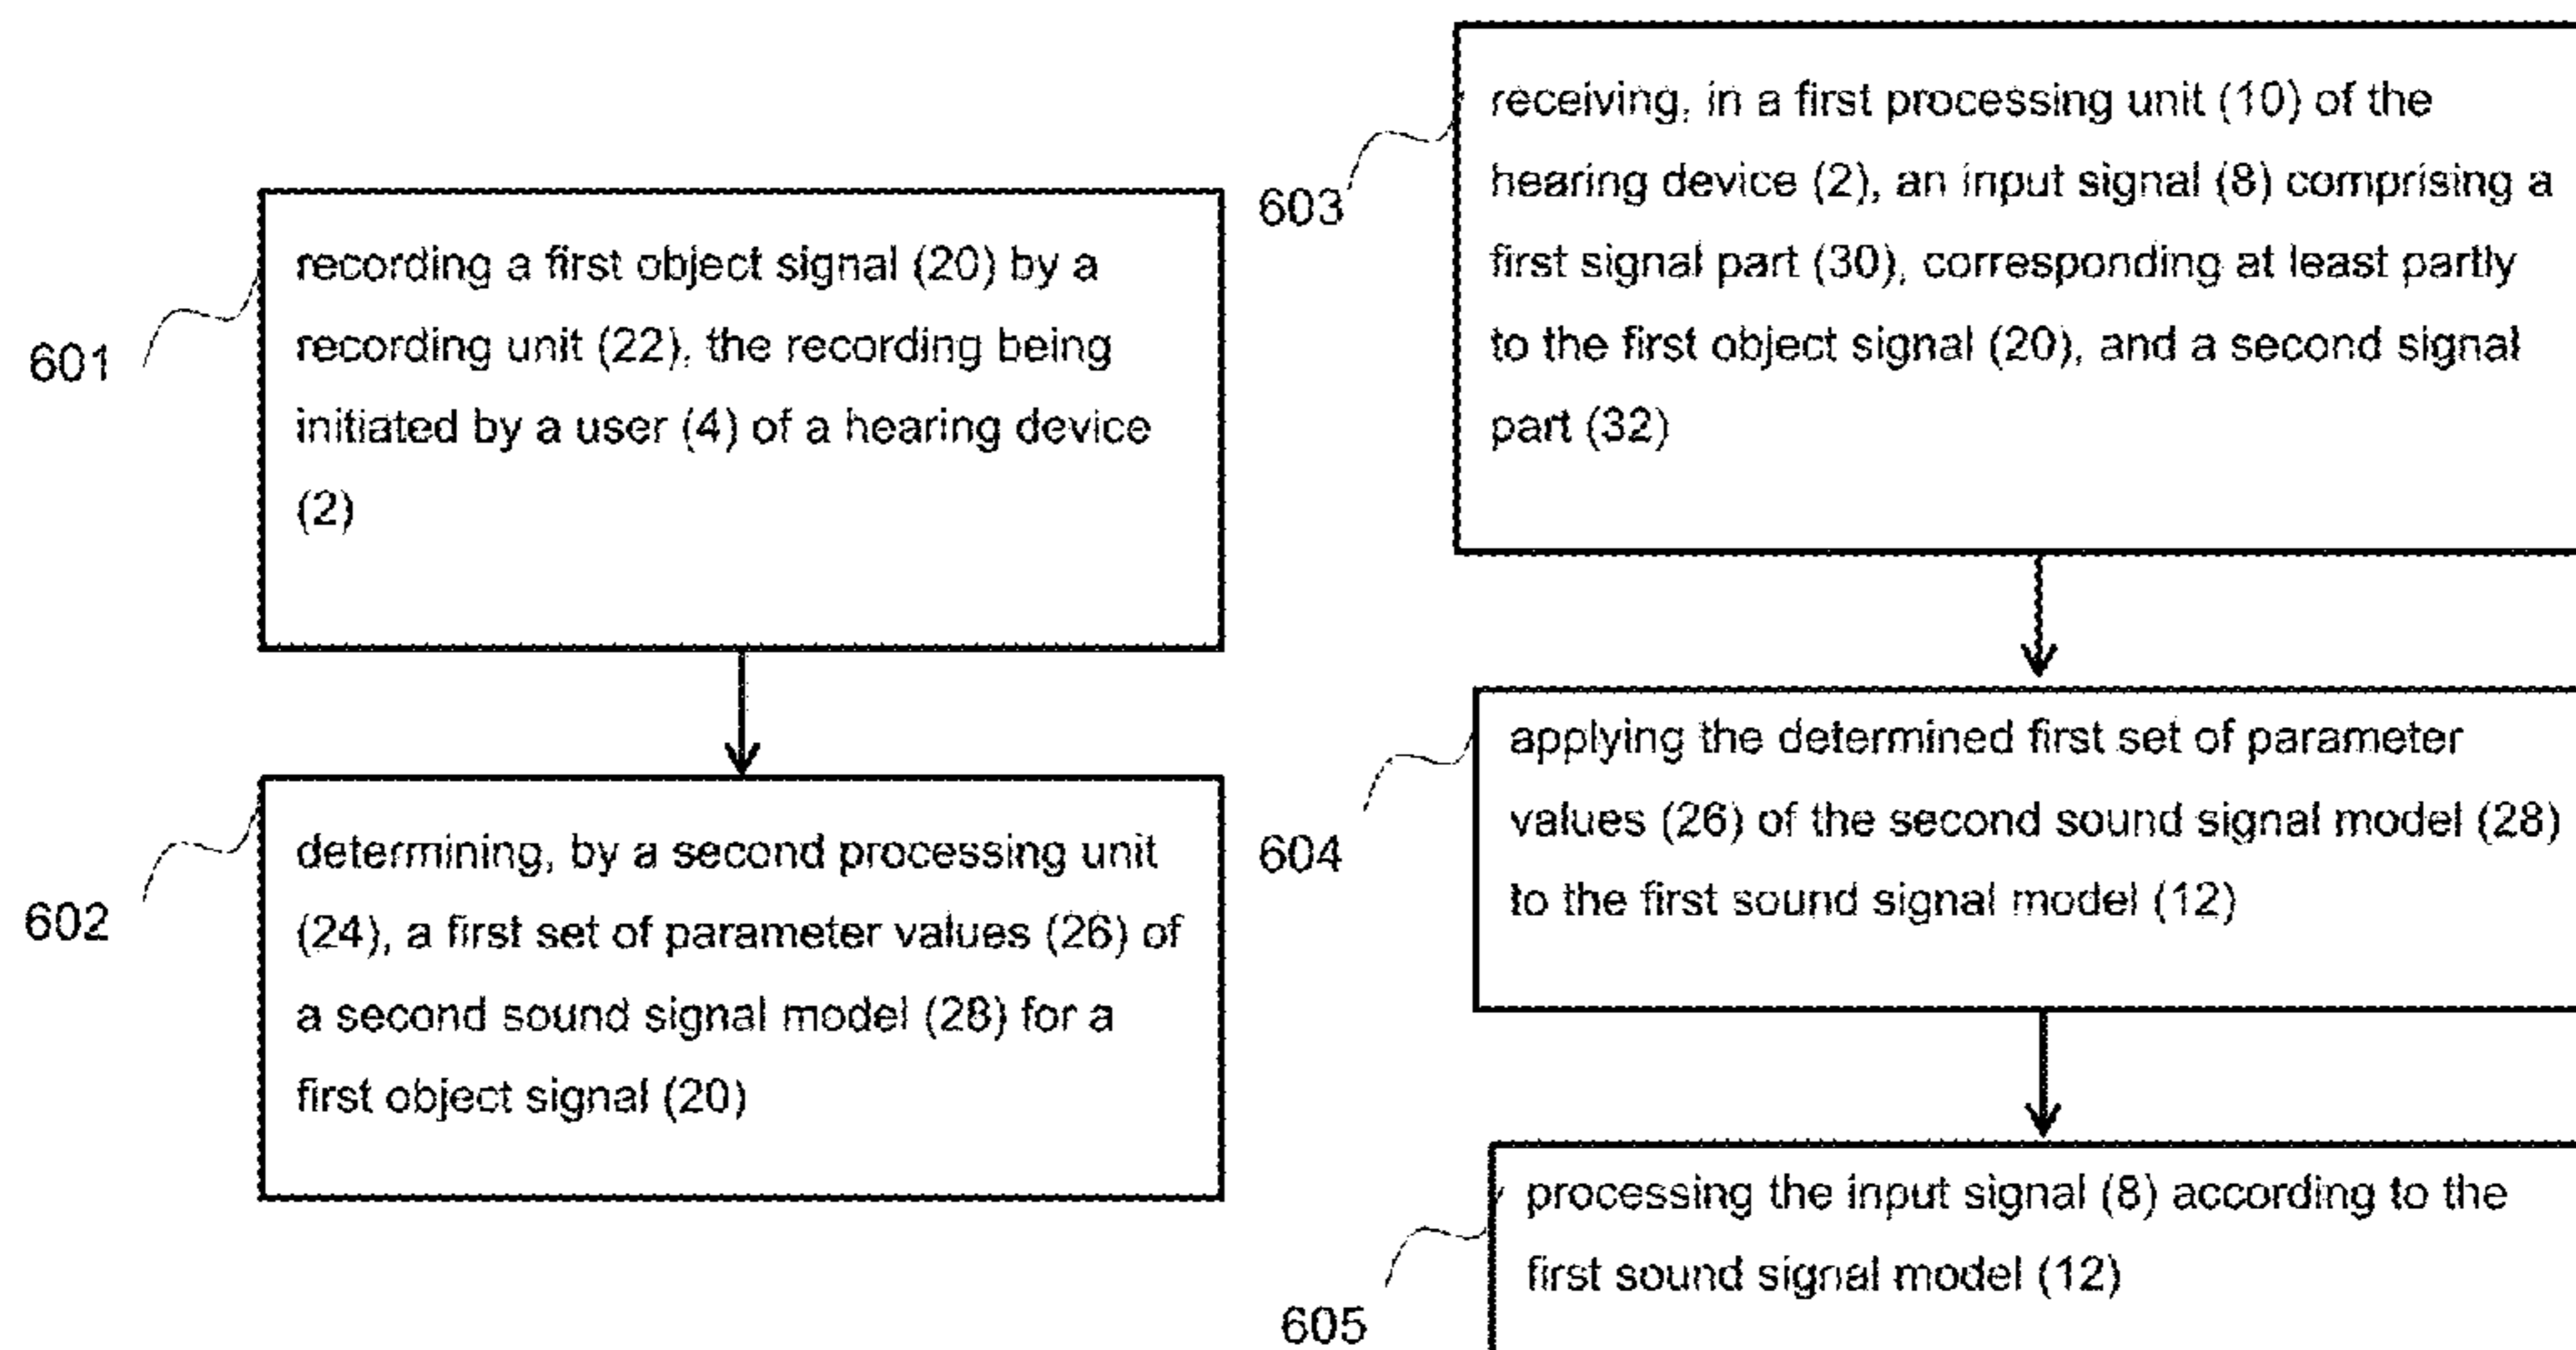 601
recording a first object signal (20) by a
recording unit (22), the recording being
initiated by a user (4) of a hearing device
(2)
602
determining, by a second processing unit
(24), a first set of parameter values (26) of
a second sound signal model (28) for a
first object signal (20)
603
receiving, in a first processing unit (10) of the
hearing device (2), an input signal (8) comprising a
first signal part (30), corresponding at least partly
to the first object signal (20), and a second signal
part (32)
604
applying the determined first set of parameter
values (26) of the second sound signal model (28)
to the first sound signal model (12)
605
processing the input signal (8) according to the
first sound signal model (12)